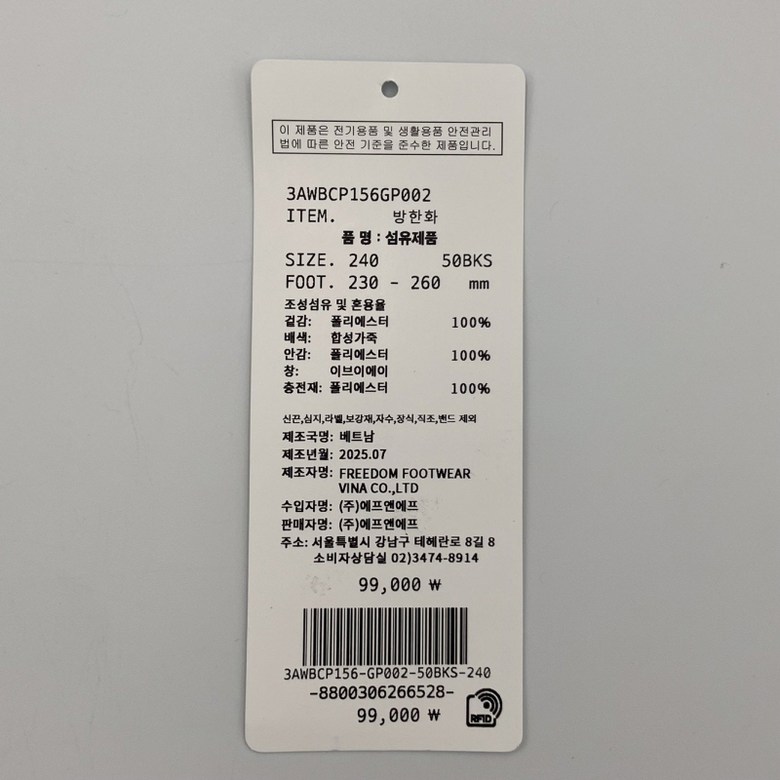 이 제품은 전기용품 및 생활용품 안전관리
법에 따른 안전 기준을 준수한 제품입니다.
3AWBCP156GP002
ITEM. 방한화
품 명 : 섬유제품
SIZE. 240 50BKS
FOOT. 230 - 260 mm
조성섬유 및 혼용율
겉감: 폴리에스터 100%
배색: 합성가죽
안감: 폴리에스터 100%
창: 이브이에이
충전재: 폴리에스터 100%
신끈,심지,라벨,보강재,자수,장식,직조,밴드 제외
제조국명: 베트남
제조년월: 2025.07
제조자명: FREEDOM FOOTWEAR
VINA CO.,LTD
수입자명: (주)에프앤에프
판매자명: (주)에프앤에프
주소: 서울특별시 강남구 테헤란로 8길 8
소비자상담실 02)3474-8914
99,000 ₩
3AWBCP156-GP002-50BKS-240
-8800306266528-
99,000 ₩
RFID